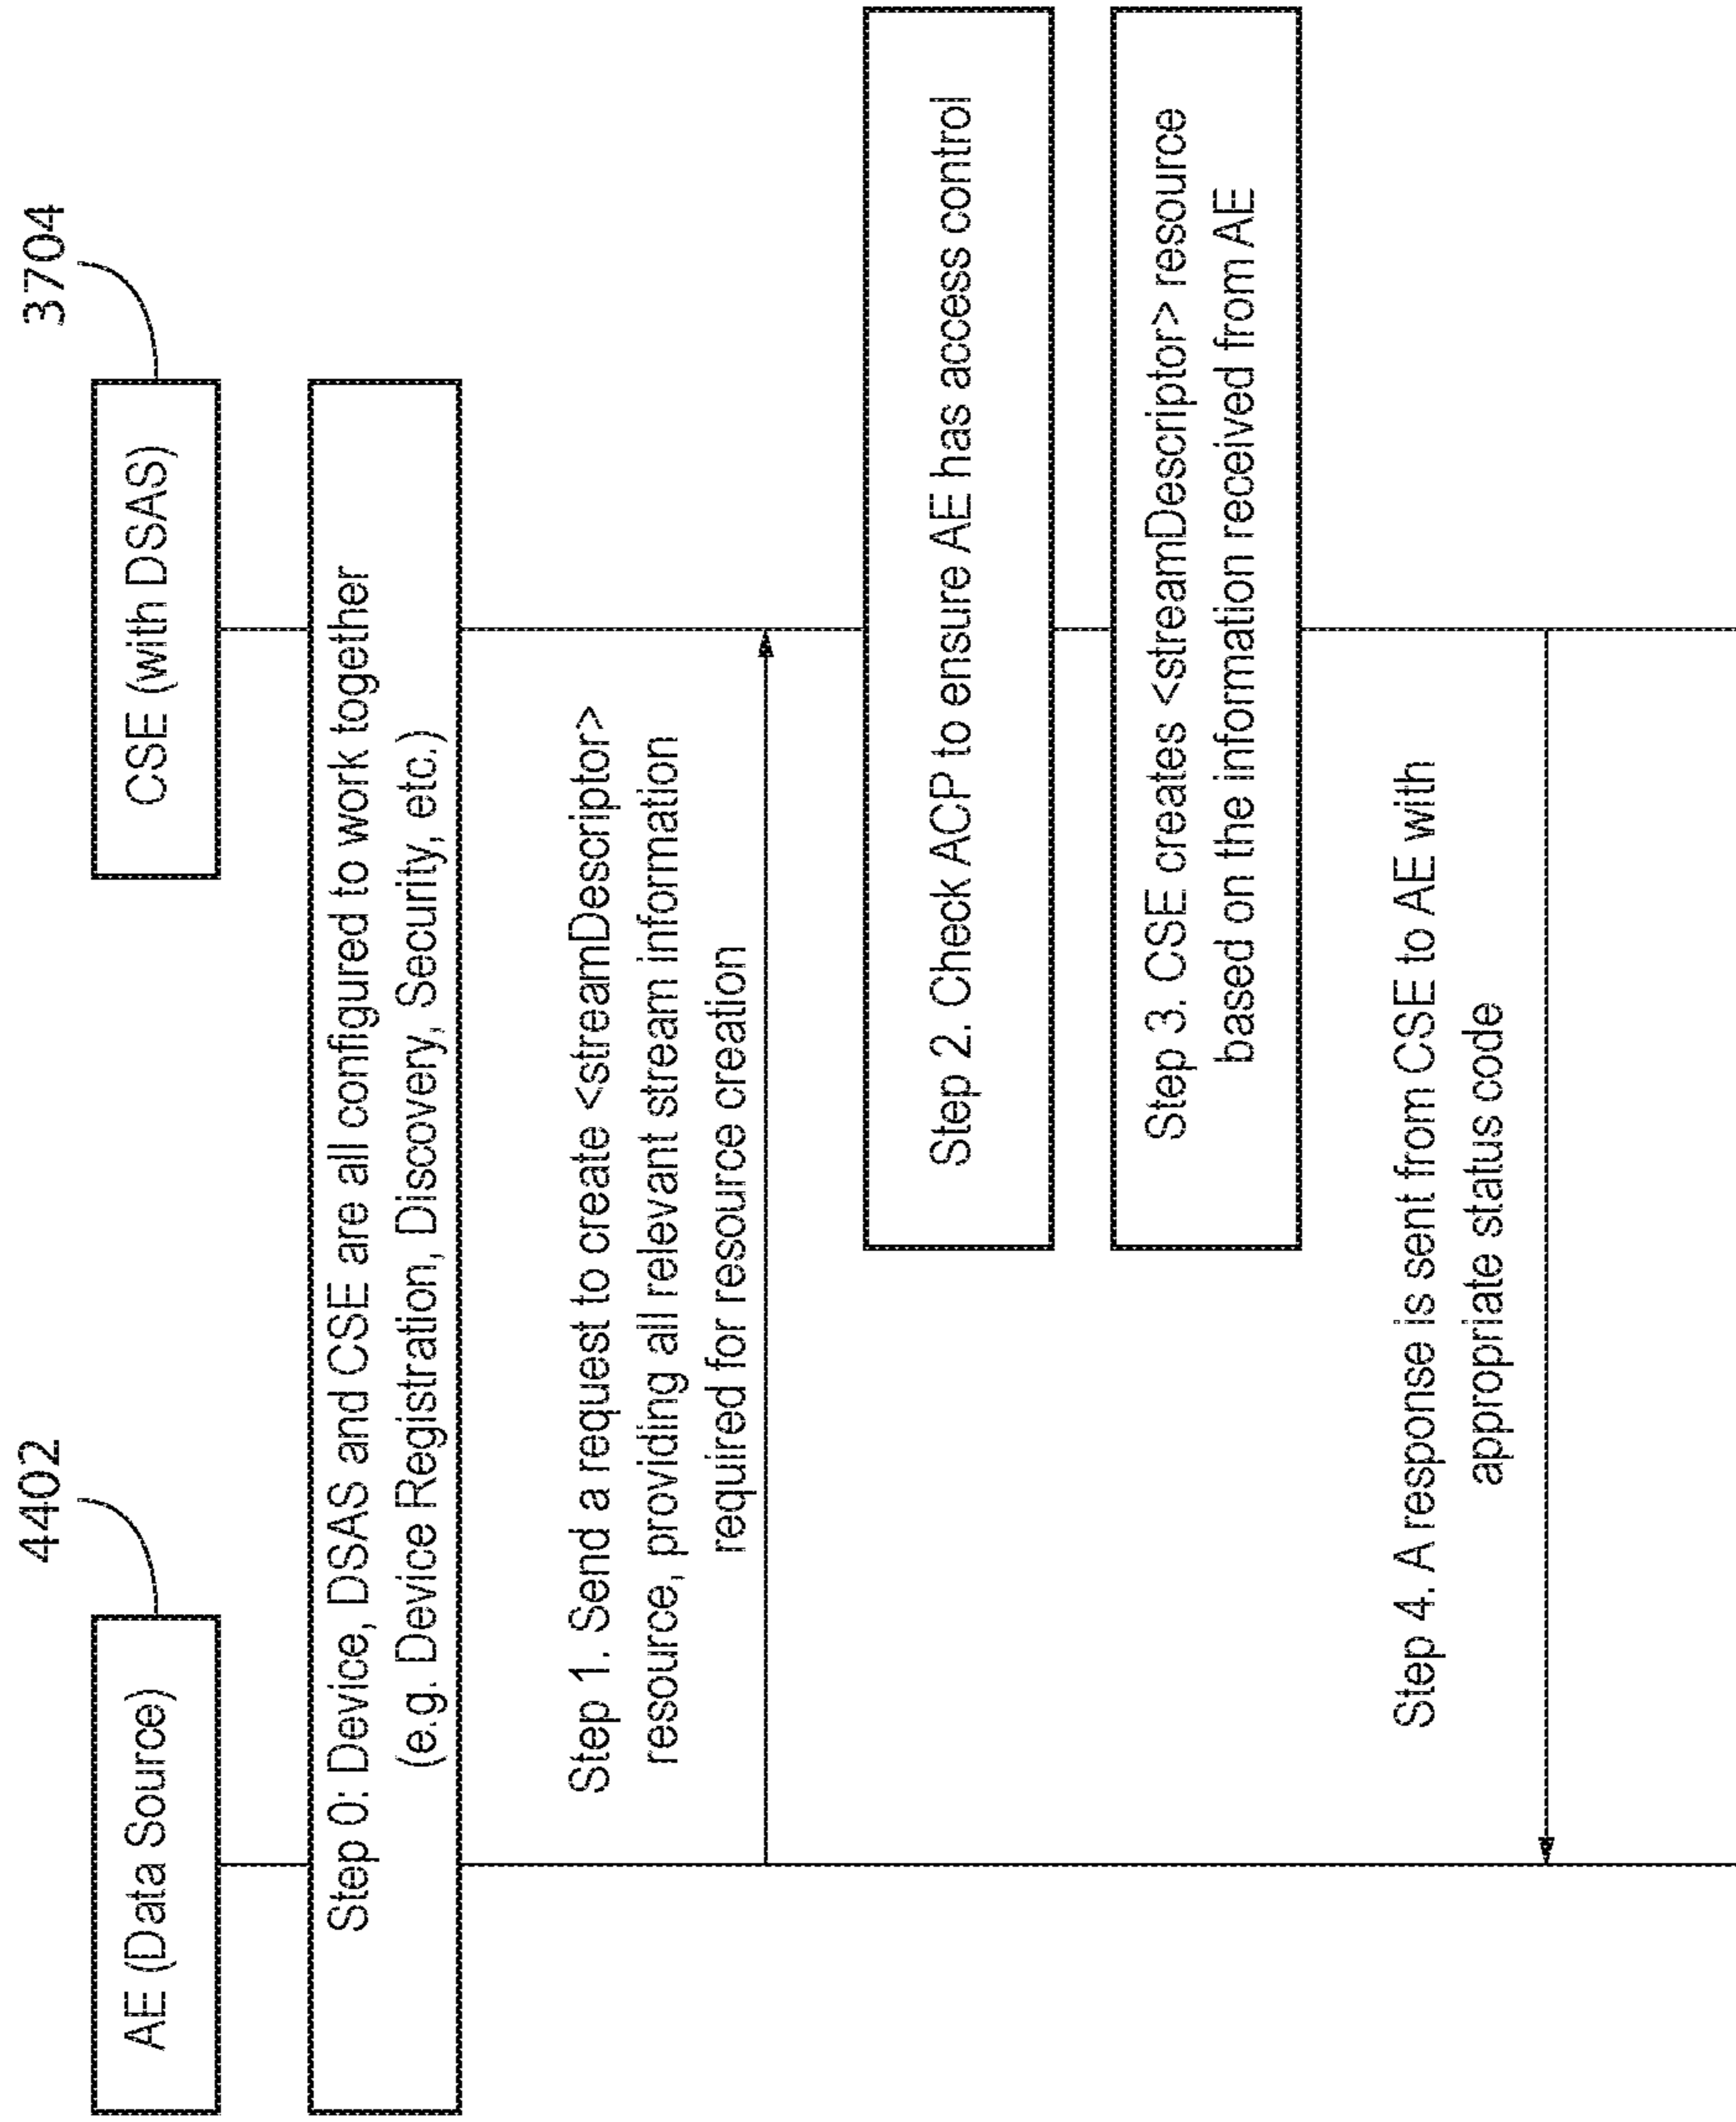 4402
3704
AE (Data Source)
CSE (with DSAS)
Step 0: Device, DSAS and CSE are all configured to work together
(e.g. Device Registration, Discovery, Security, etc.)
Step 1. Send a request to create <streamDescriptor>
resource, providing all relevant stream information
required for resource creation
Step 2. Check ACP to ensure AE has access control
Step 3. CSE creates <streamDescriptor> resource
based on the information received from AE
Step 4. A response is sent from CSE to AE with
appropriate status code